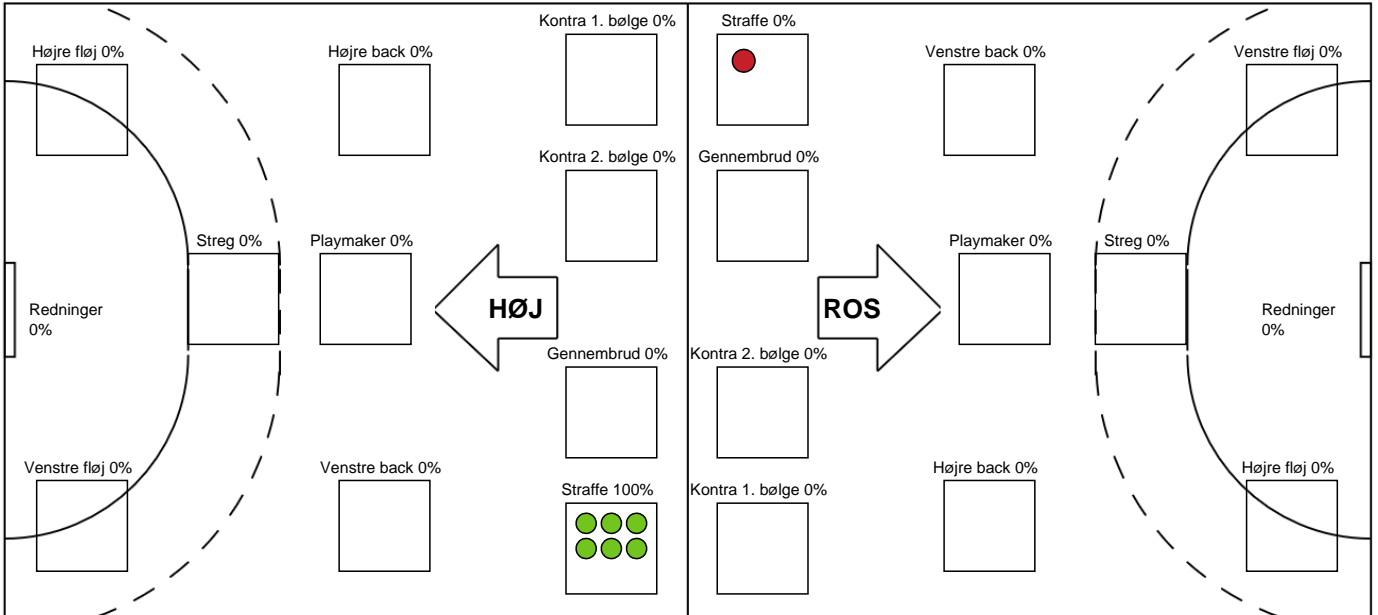 Kontra 1. bølge 0%
Straffe 0%
Højre fløj 0%
Højre back 0%
Venstre back 0%
Venstre fløj 0%
Kontra 2. bølge 0%
Gennembrud 0%
Streg 0%
Playmaker 0%
Playmaker 0%
Streg 0%
Redninger
0%
HØJ
ROS
Redninger
0%
Gennembrud 0%
Kontra 2. bølge 0%
Venstre fløj 0%
Venstre back 0%
Højre back 0%
Højre fløj 0%
Straffe 100%
Kontra 1. bølge 0%